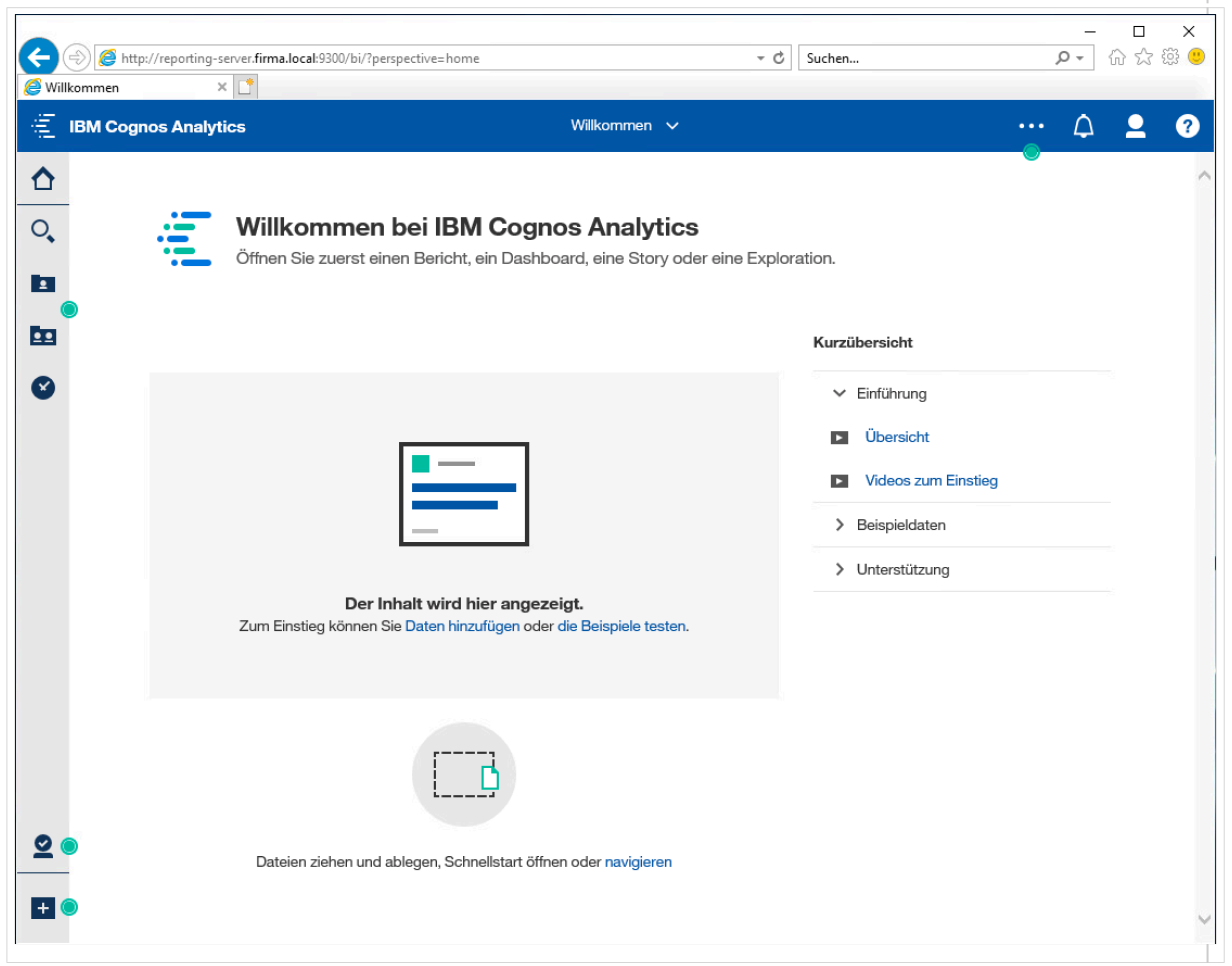 http://reporting-server.firma.local:9300/bi/?perspective=home
Suchen...
Willkommen
IBM Cognos Analytics
Willkommen
Willkommen bei IBM Cognos Analytics
Öffnen Sie zuerst einen Bericht, ein Dashboard, eine Story oder eine Exploration.
Kurzübersicht
Einführung
Übersicht
Videos zum Einstieg
Beispieldaten
Unterstützung
Der Inhalt wird hier angezeigt.
Zum Einstieg können Sie Daten hinzufügen oder die Beispiele testen.
Dateien ziehen und ablegen, Schnellstart öffnen oder navigieren